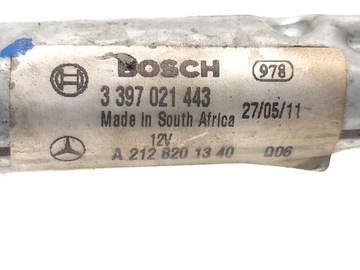 BOSCH 978
3 397 021 443
Made in South Africa 27/05/11
12V
A 212 820 13 40 006